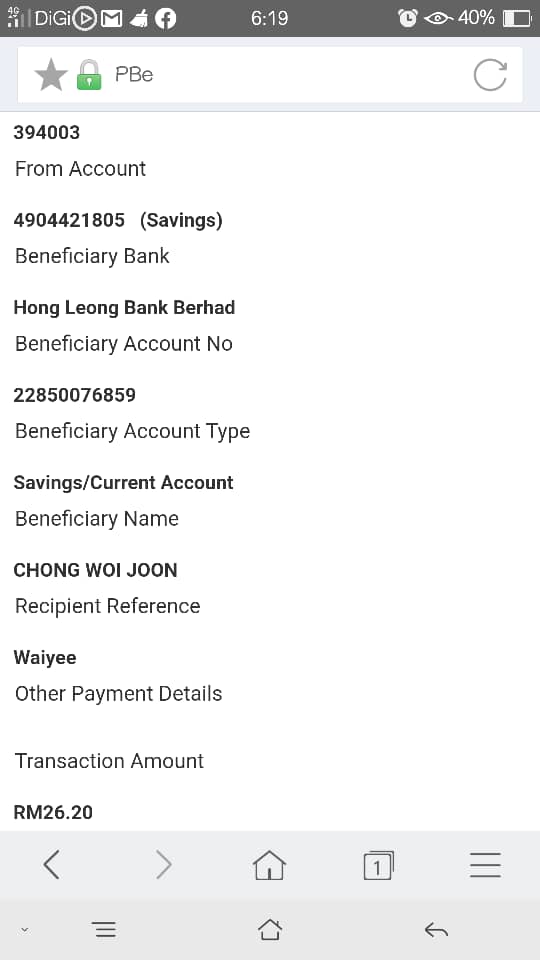 4G
DiGi
6:19
40%
PBe
394003
From Account
4904421805 (Savings)
Beneficiary Bank
Hong Leong Bank Berhad
Beneficiary Account No
22850076859
Beneficiary Account Type
Savings/Current Account
Beneficiary Name
CHONG WOI JOON
Recipient Reference
Waiyee
Other Payment Details
Transaction Amount
RM26.20
1